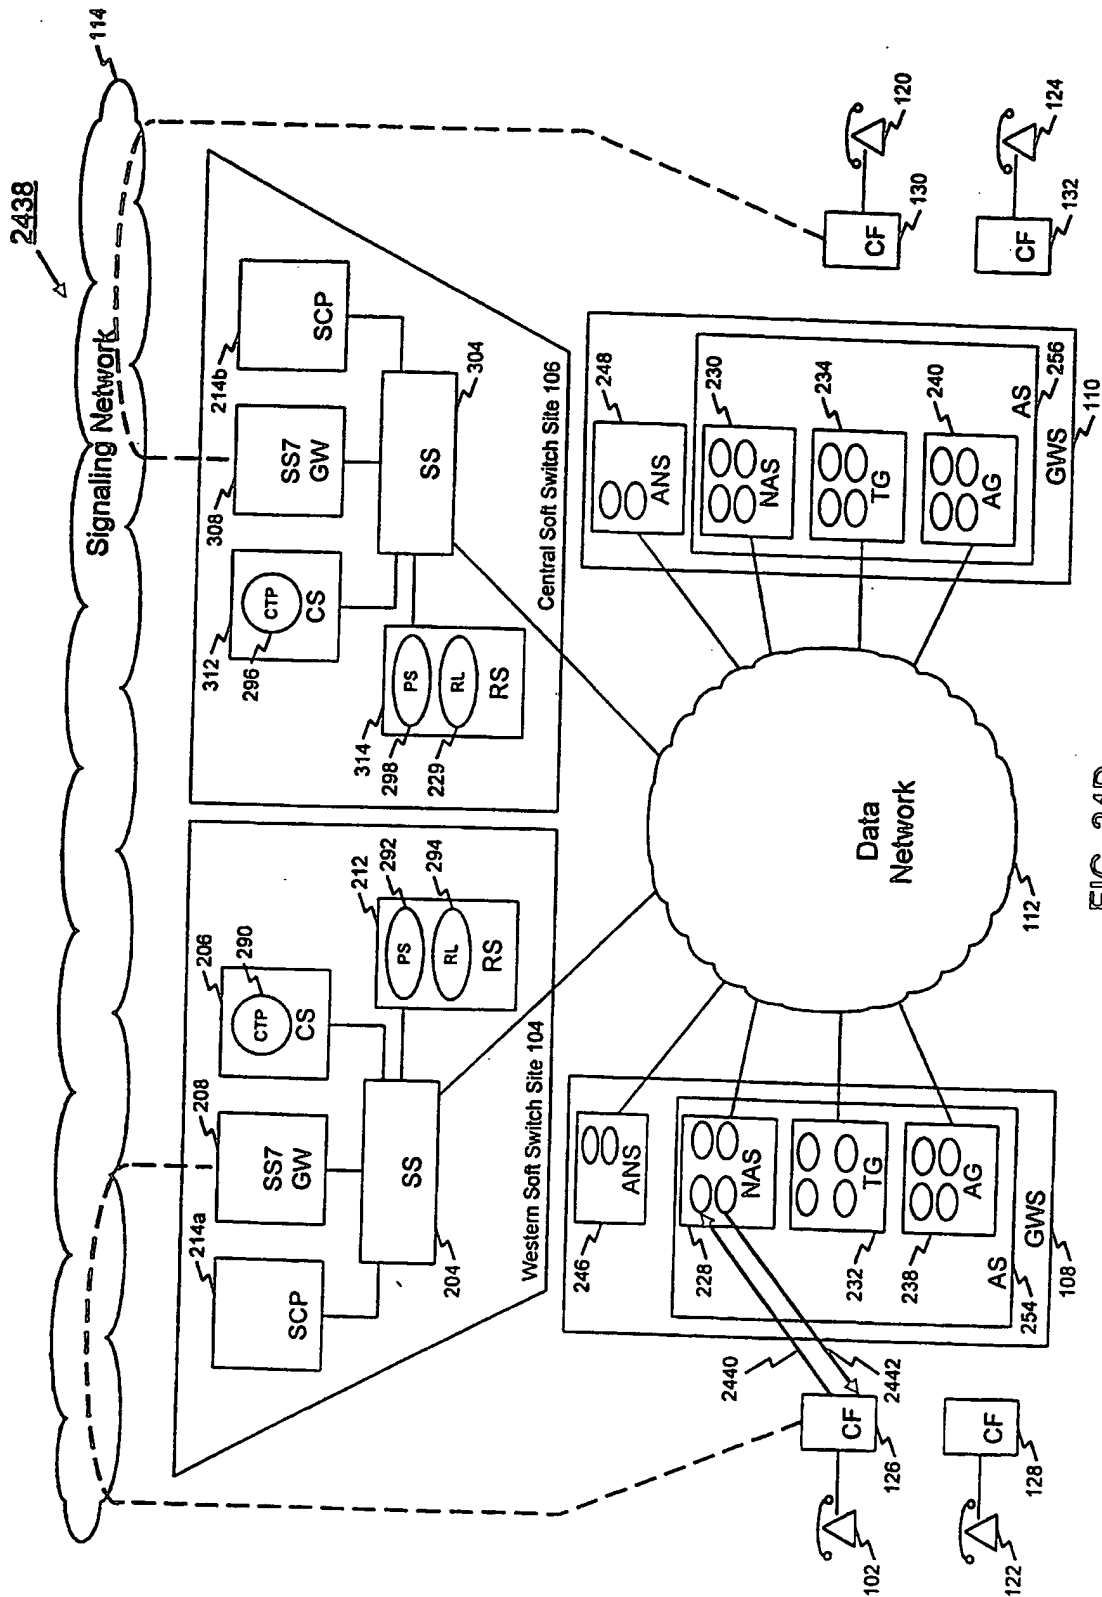 2438
114
Signaling Network
214a
SCP
208
SS7
GW
206
290
CTP
CS
212
292
PS
294
RL
RS
SS
204
Western Soft Switch Site 104
312
296
CTP
CS
308
SS7
GW
214b
SCP
314
298
PS
229
RL
RS
SS
304
Central Soft Switch Site 106
246
ANS
228
NAS
232
TG
238
AG
AS
254
GWS
108
2440
2442
CF
126
102
CF
128
122
Data
Network
112
248
ANS
230
NAS
234
TG
240
AG
AS
256
GWS
110
CF
130
120
CF
132
124
FIG.